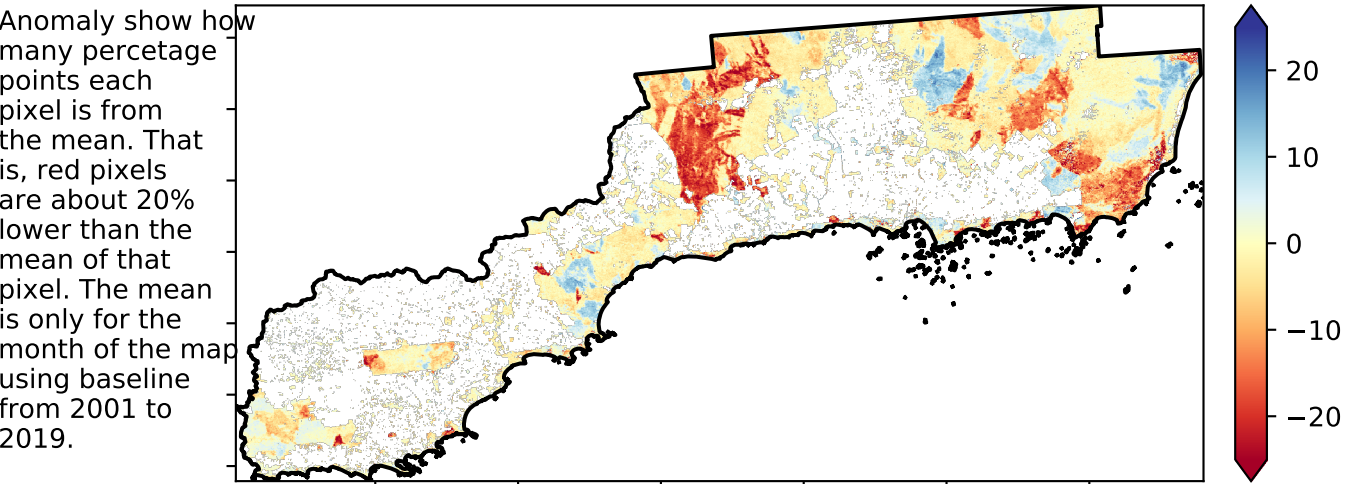 Anomaly show how
many percetage
points each
pixel is from
the mean. That
is, red pixels
are about 20%
lower than the
mean of that
pixel. The mean
is only for the
month of the map
using baseline
from 2001 to
2019.
20
10
0
−10
−20